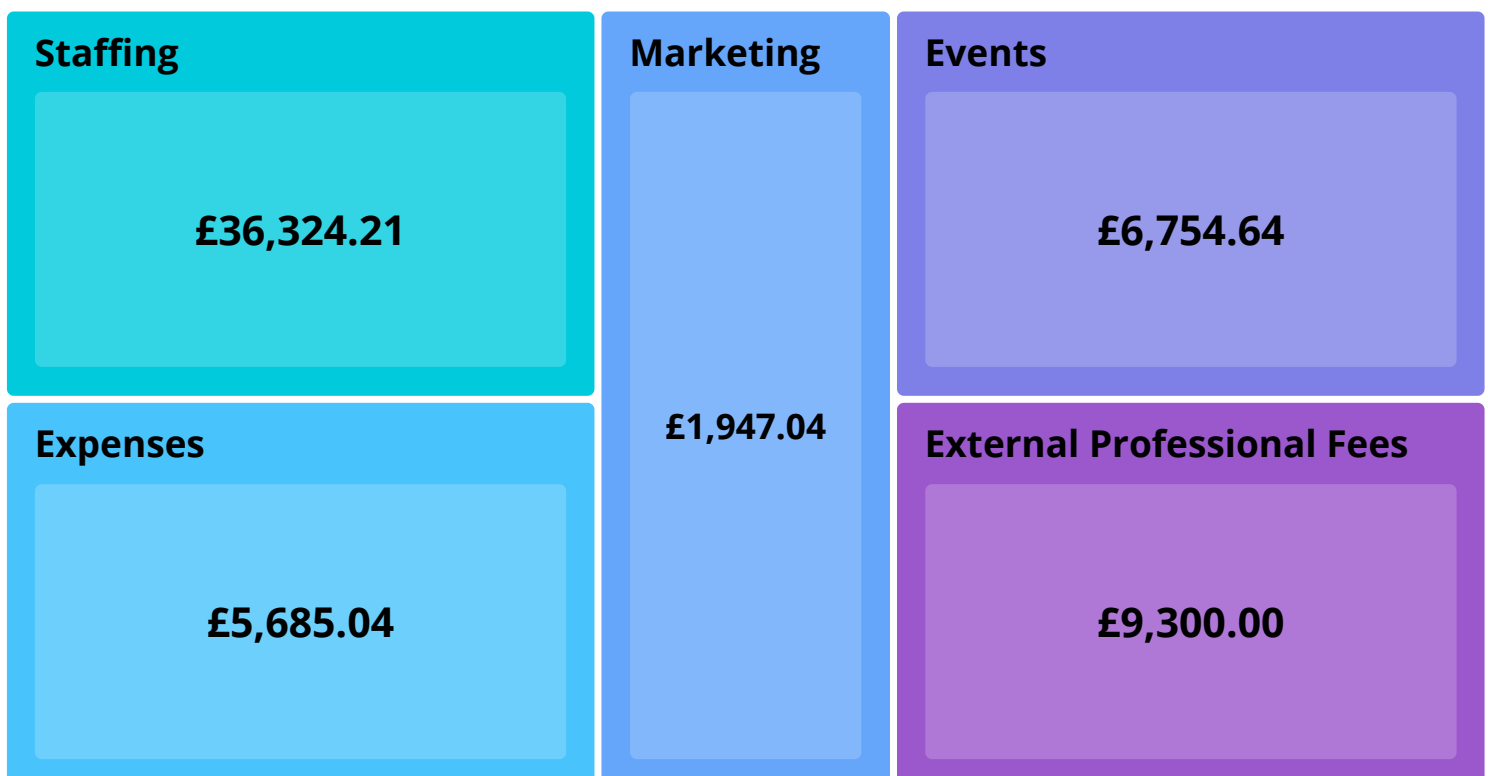 Staffing
£36,324.21
Marketing
£1,947.04
Events
£6,754.64
Expenses
£5,685.04
External Professional Fees
£9,300.00